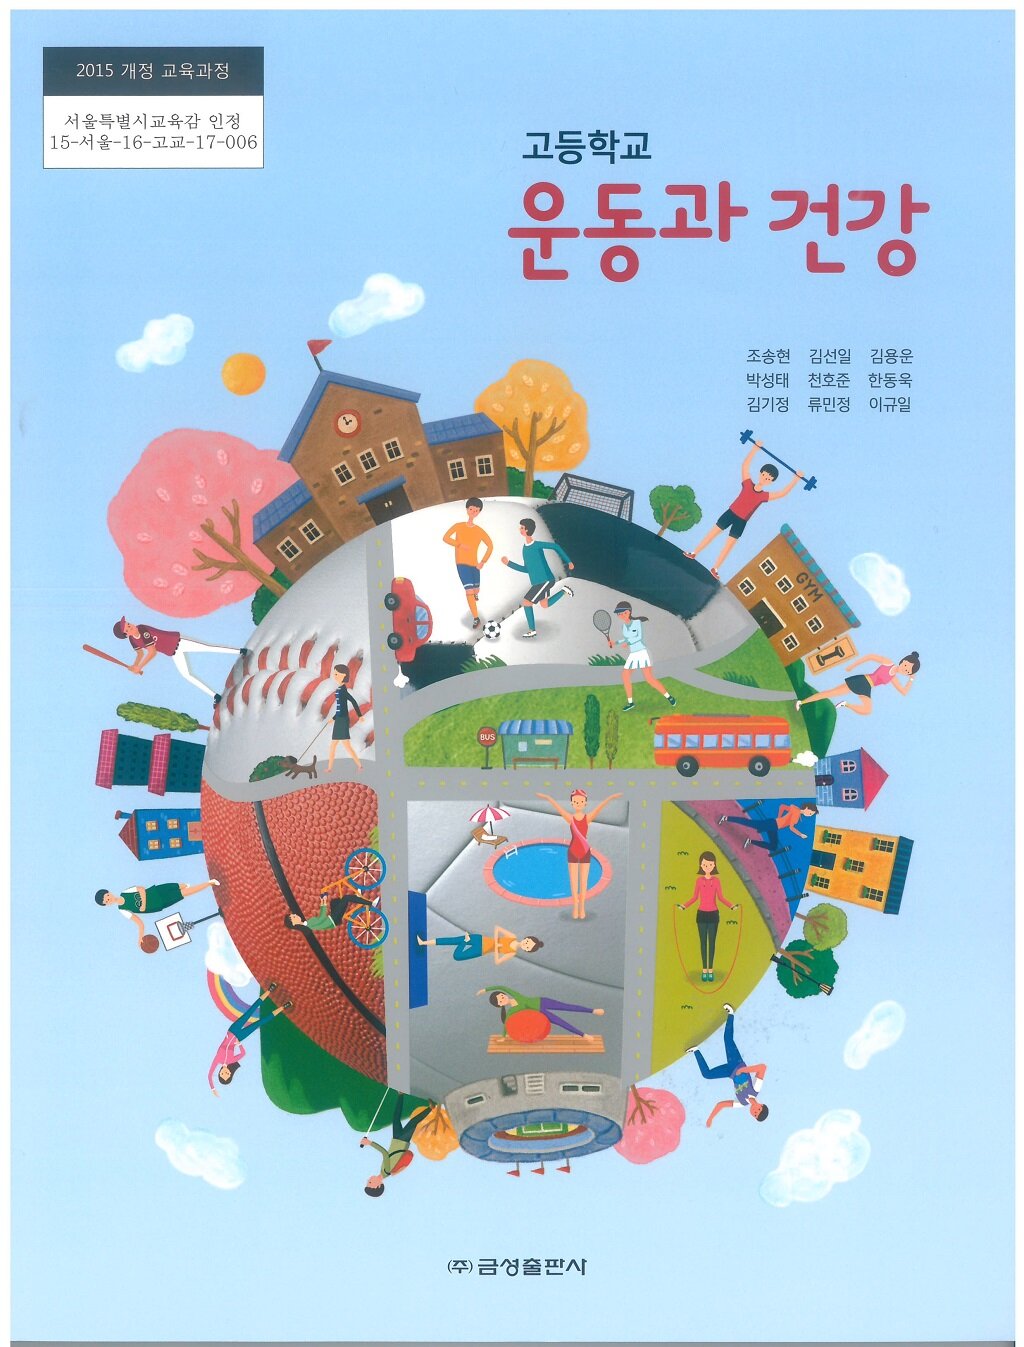 2015 개정 교육과정
서울특별시교육감 인정
15-서울-16-고교-17-006
고등학교
운동과 건강
조송현 김선일 김용운
박성태 천호준 한동욱
김기정 류민정 이규일
GYM
BUS
(주)금성출판사